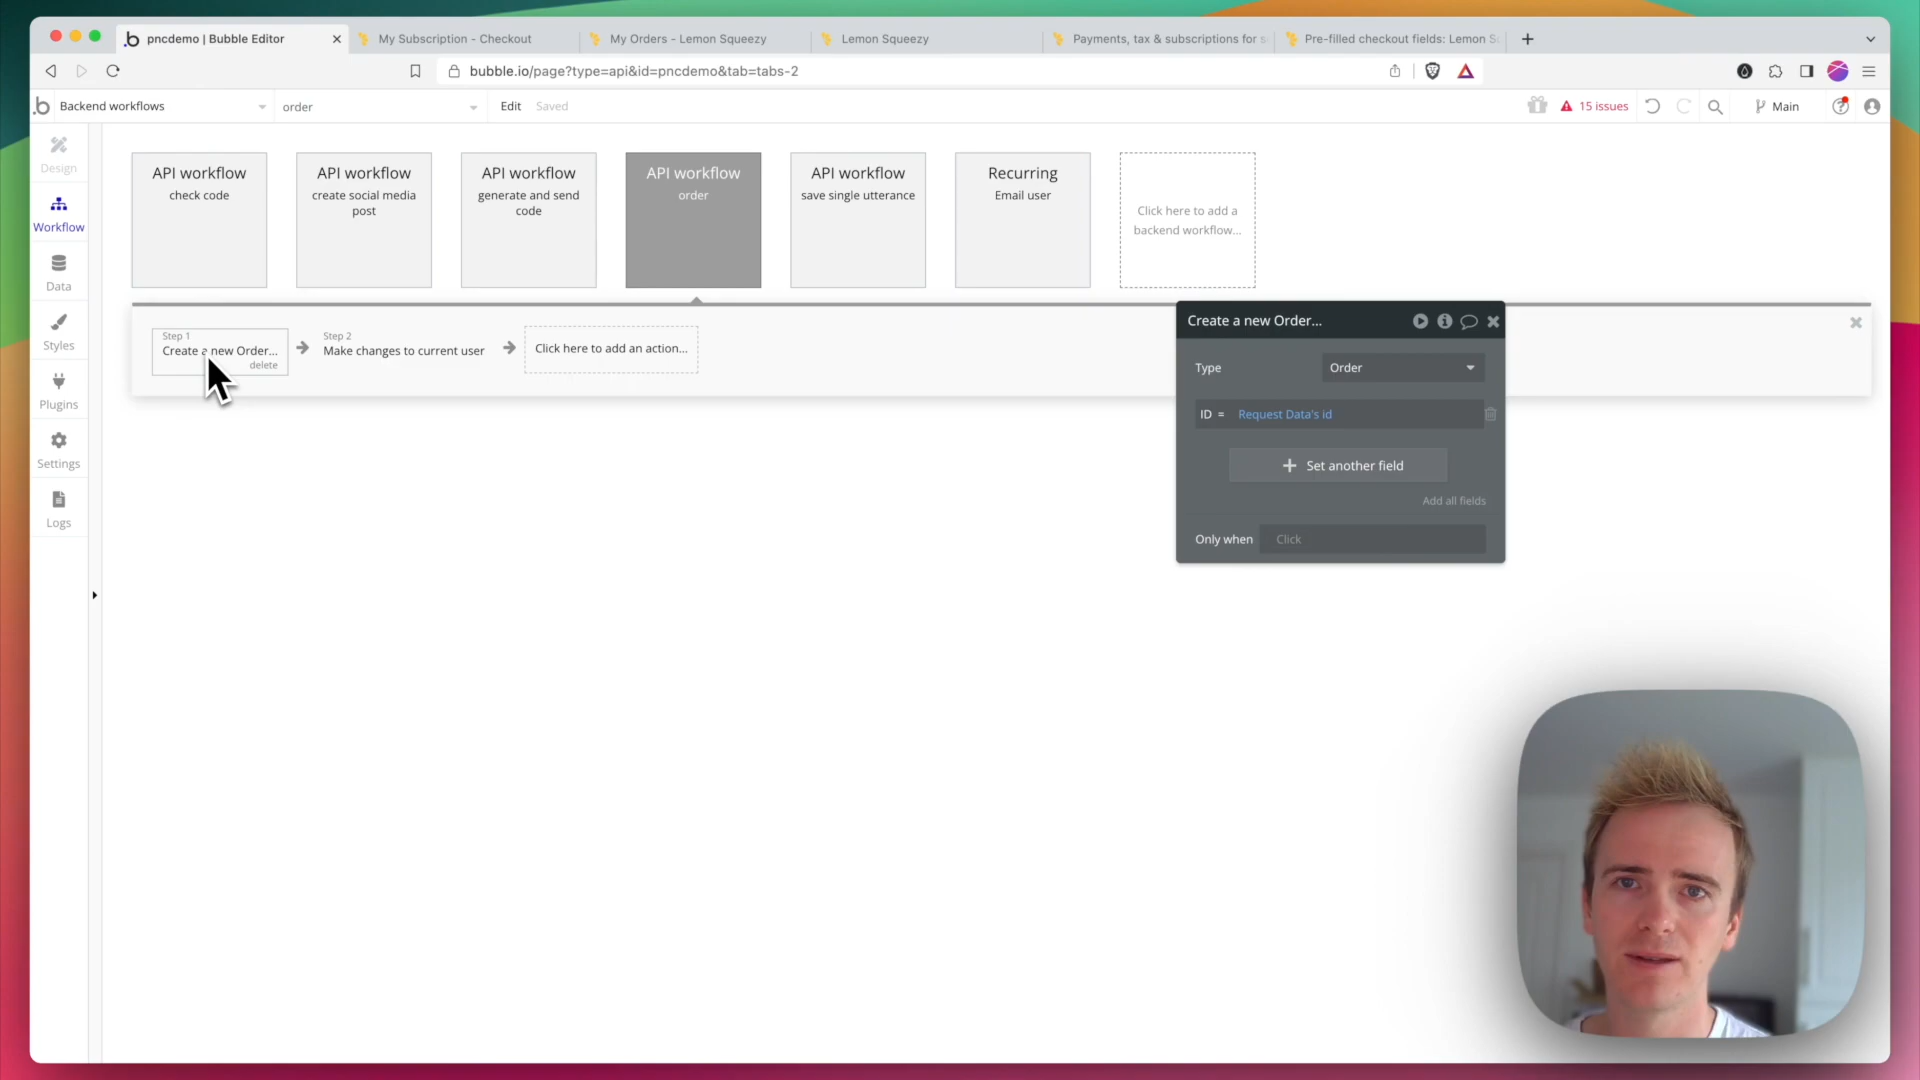 pncdemo | Bubble Editor
My Subscription - Checkout
My Orders - Lemon Squeezy
Lemon Squeezy
Payments, tax & subscriptions for s
Pre-filled checkout fields: Lemon S
bubble.io/page?type=api&id=pncdemo&tab=tabs-2
Backend workflows
order
Edit
Saved
15 issues
Main
Design
Workflow
Data
Styles
Plugins
Settings
Logs
API workflow
check code
API workflow
create social media
post
API workflow
generate and send
code
API workflow
order
API workflow
save single utterance
Recurring
Email user
Click here to add a
backend workflow...
Step 1
Create a new Order...
delete
Step 2
Make changes to current user
Click here to add an action...
Create a new Order...
Type
Order
ID = Request Data's id
Set another field
Add all fields
Only when
Click